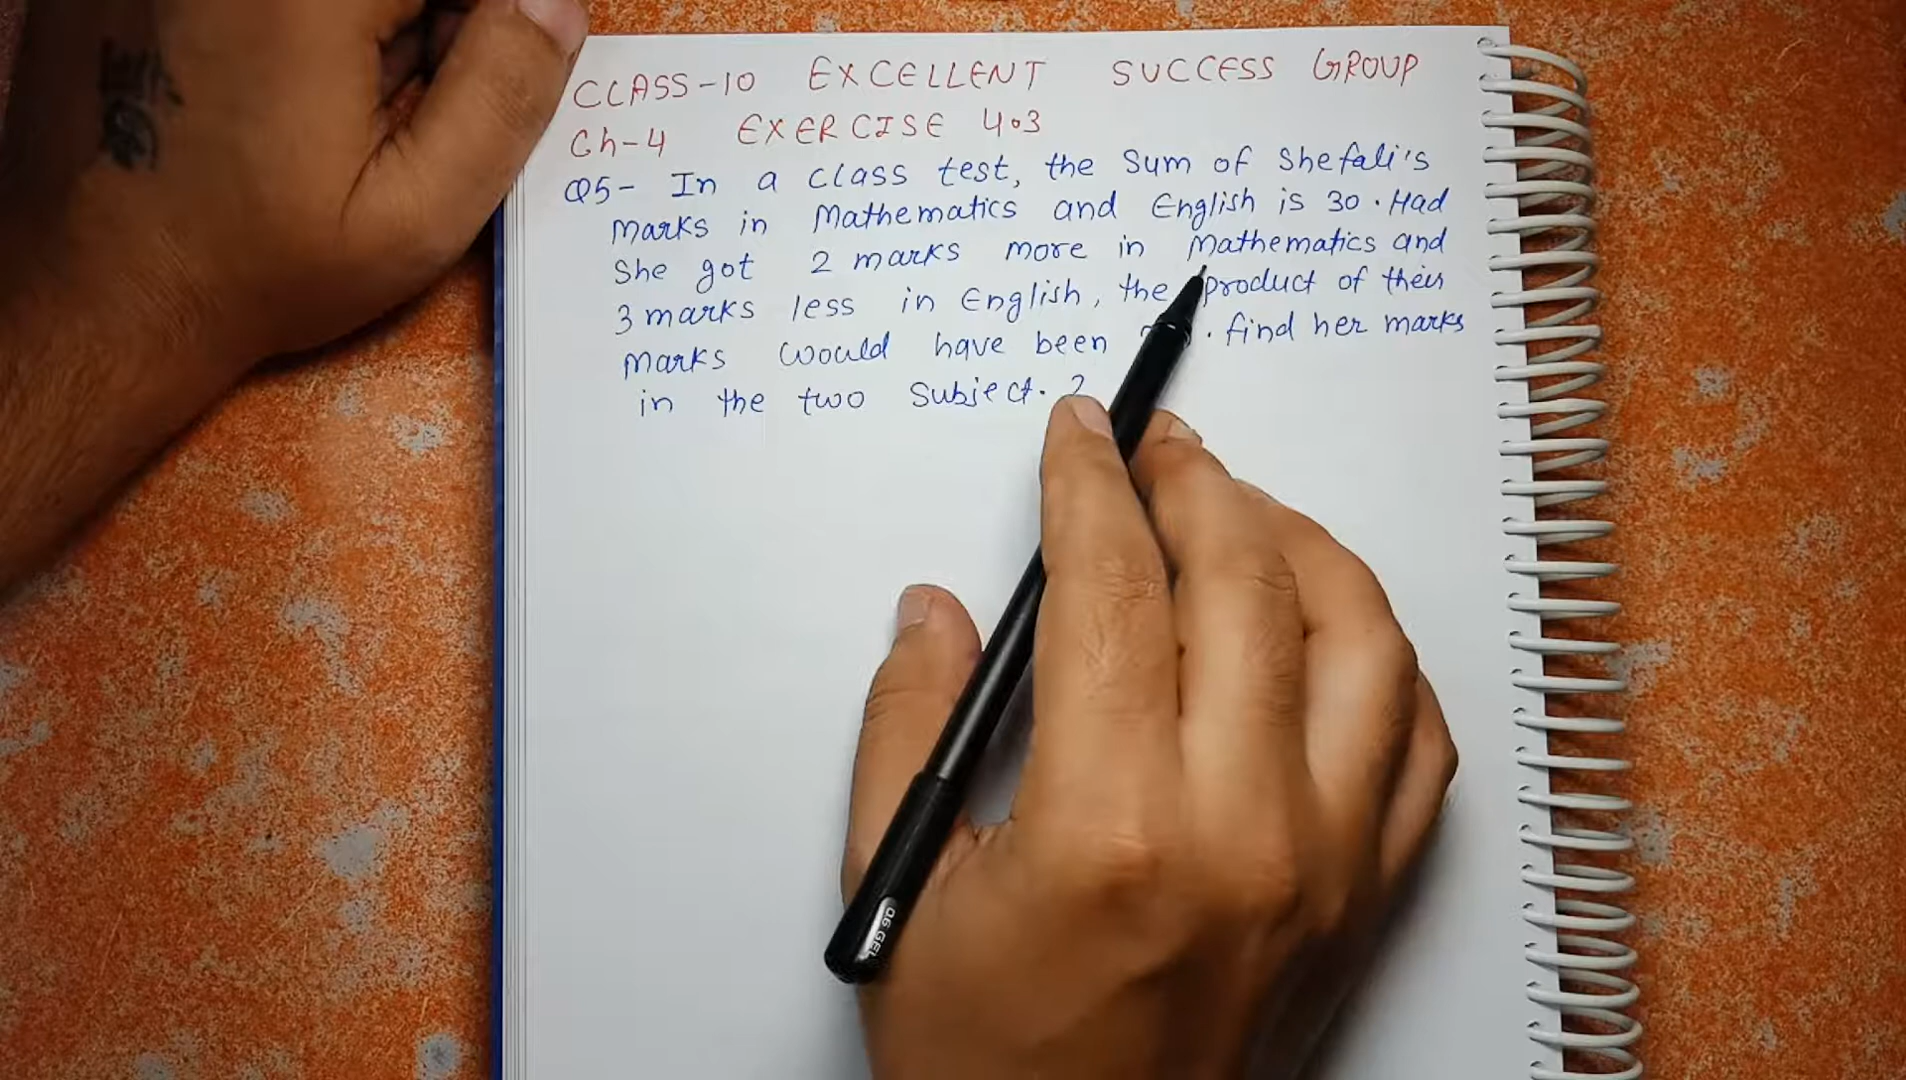 CLASS-10 EXCELLENT SUCCESS GROUP
Ch-4 EXERCISE 4.3
Q5- In a class test, the sum of Shefali's
marks in Mathematics and English is 30. Had
she got 2 marks more in Mathematics and
3 marks less in English, the product of their
marks would have been . find her marks
in the two Subject. ?
Q6 GEL